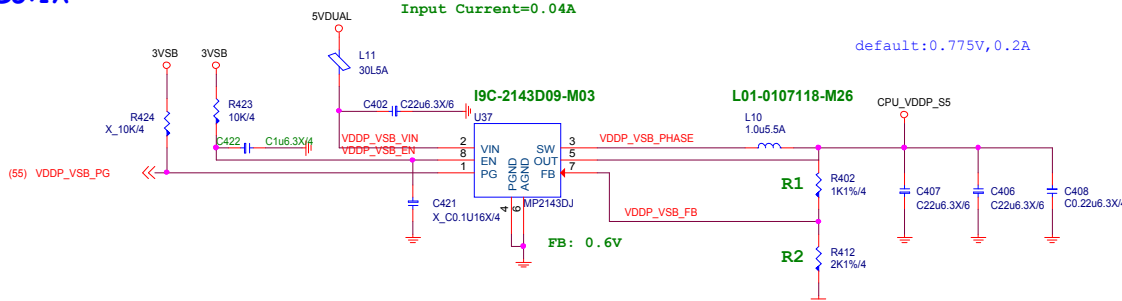 Input Current=0.04A
5VDUAL
default:0.775V,0.2A
3VSB
3VSB
L11
30L5A
I9C-2143D09-M03
L01-0107118-M26
R423
10K/4
R424
X_10K/4
C402
C22u6.3X/6
CPU_VDDP_S5
U37
L10
1.0u5.5A
C422
C1u6.3X/4
VDDP_VSB_VIN
VDDP_VSB_EN
2
8
1
VIN
EN
PG
SW
OUT
FB
3
5
7
VDDP_VSB_PHASE
(55) VDDP_VSB_PG
PGND
AGND
4
6
MP2143DJ
R1
R402
1K1%/4
C407
C22u6.3X/6
C406
C22u6.3X/6
C408
C0.22u6.3X/4
C421
X_C0.1U16X/4
VDDP_VSB_FB
FB: 0.6V
R2
R412
2K1%/4